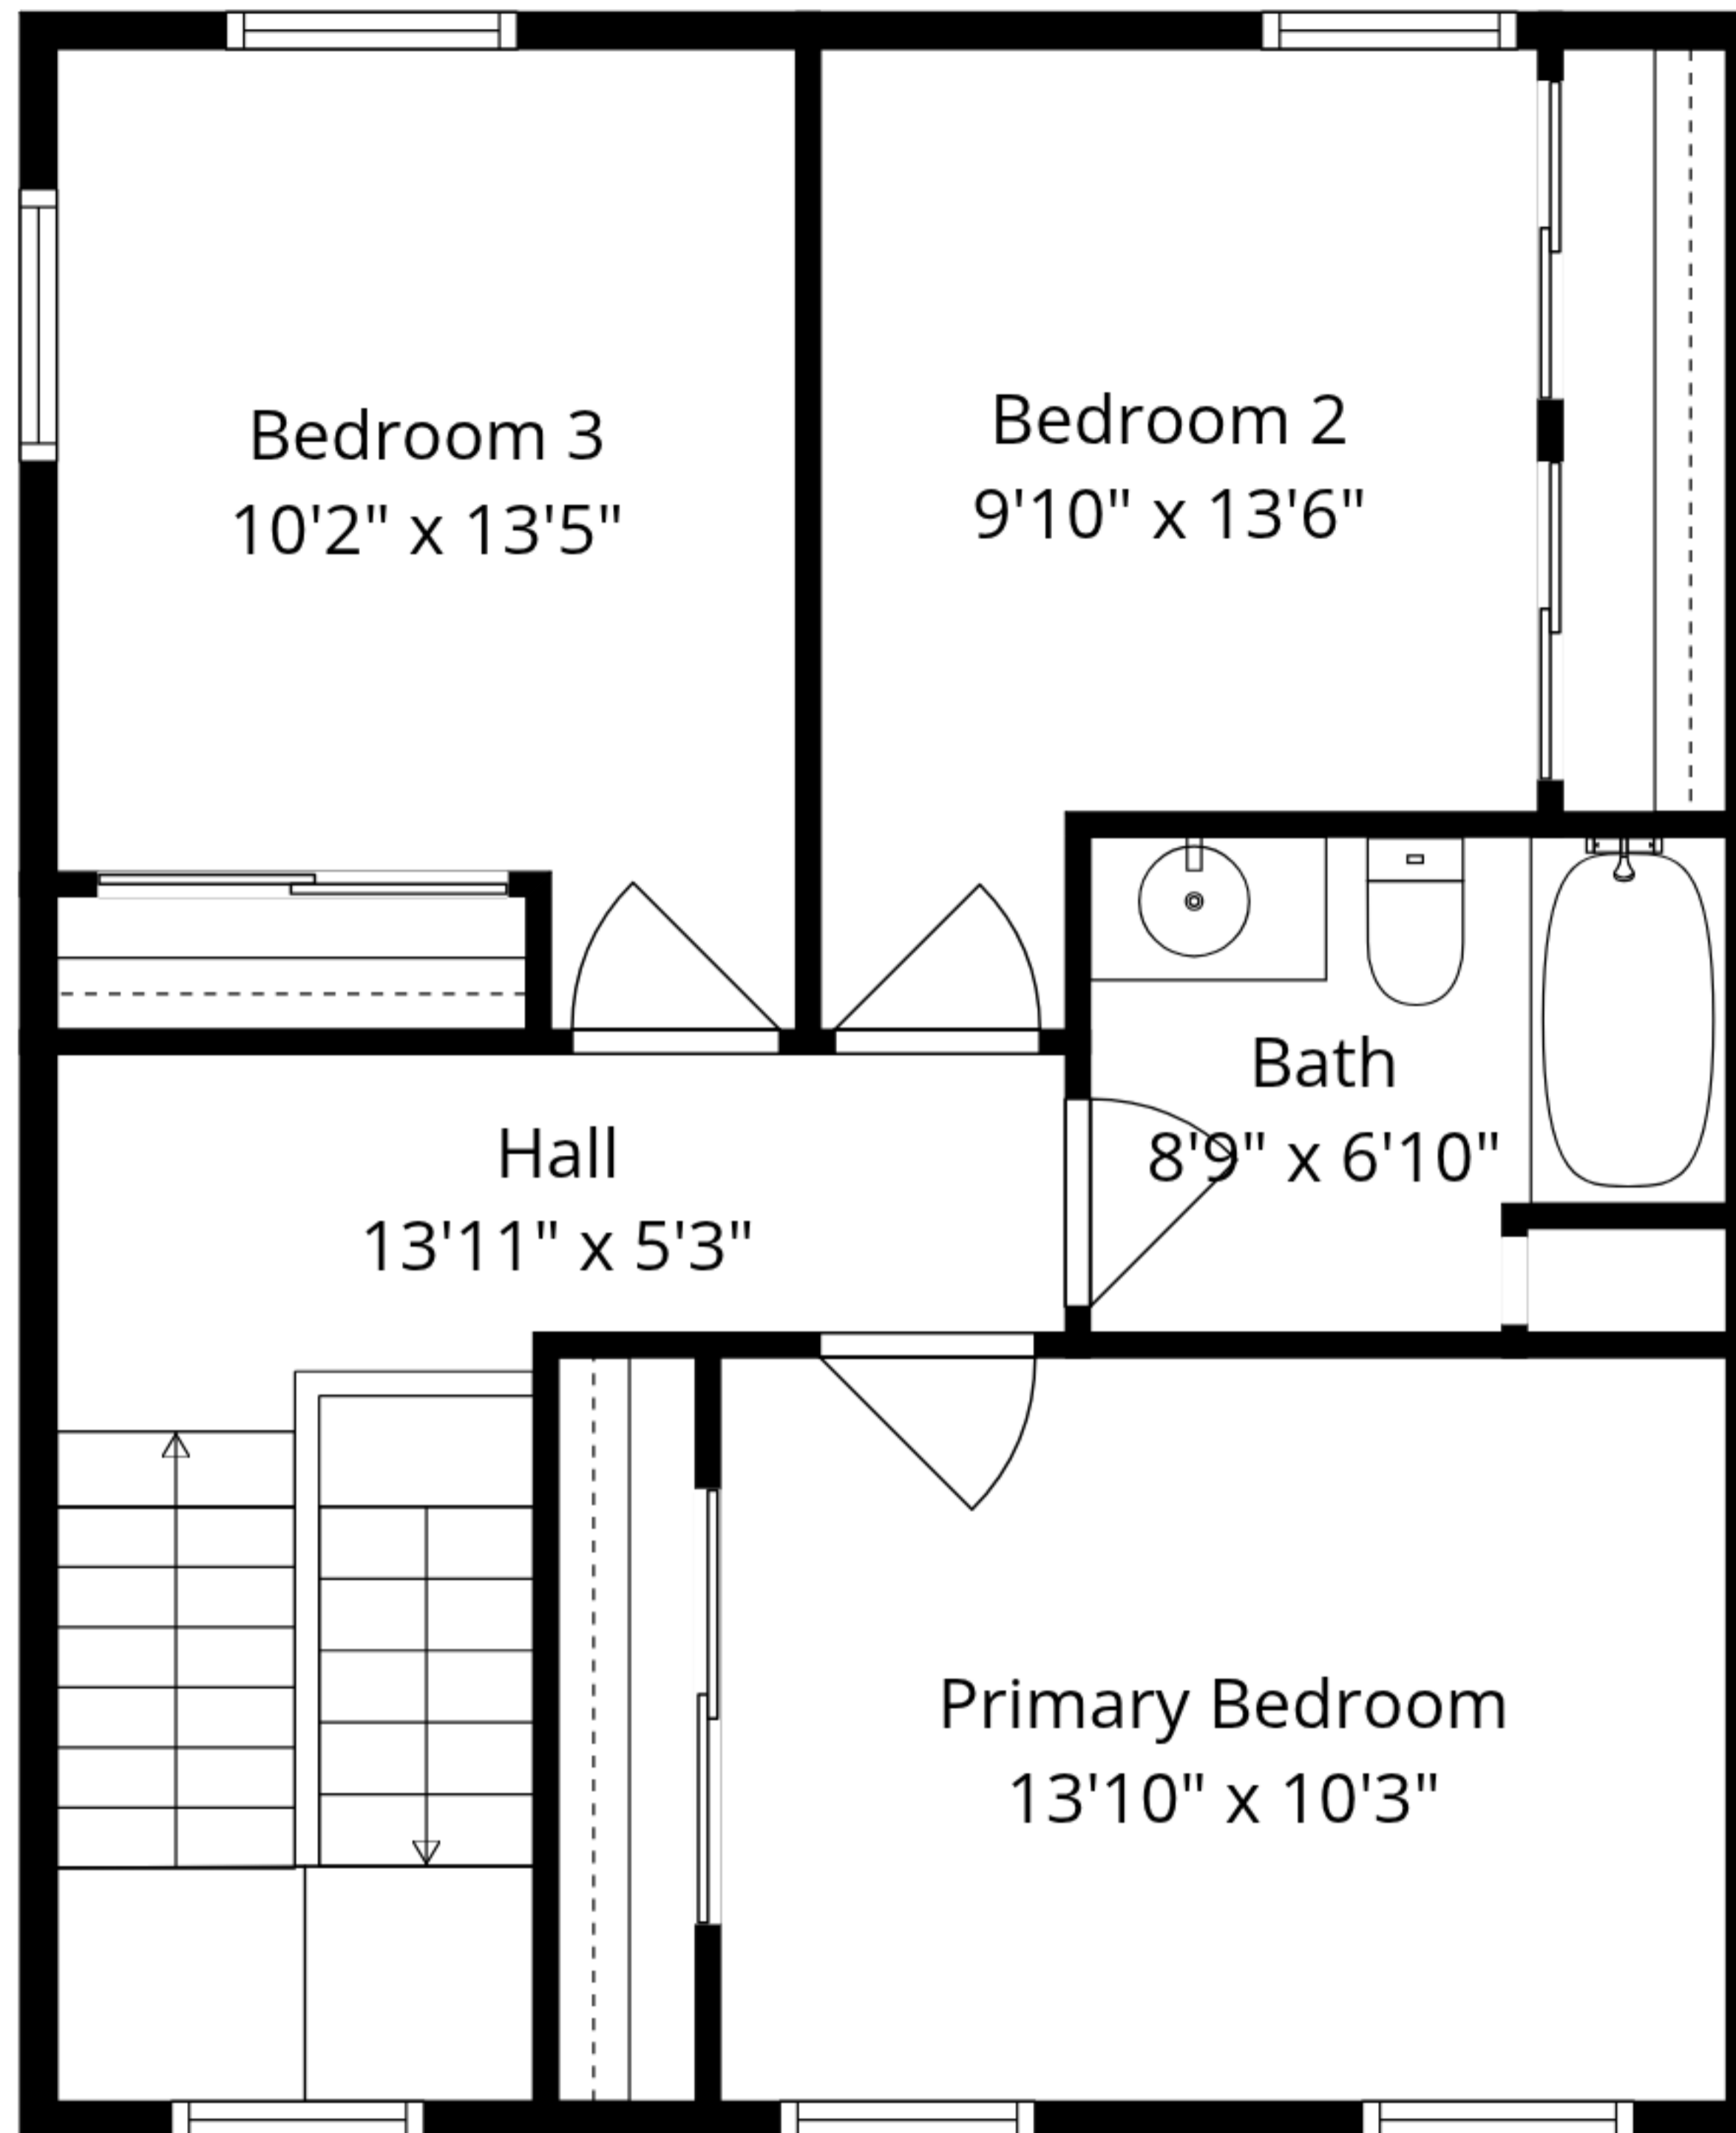 Bedroom 3
10'2" x 13'5"
Bedroom 2
9'10" x 13'6"
Bath
8'9" x 6'10"
Hall
13'11" x 5'3"
Primary Bedroom
13'10" x 10'3"